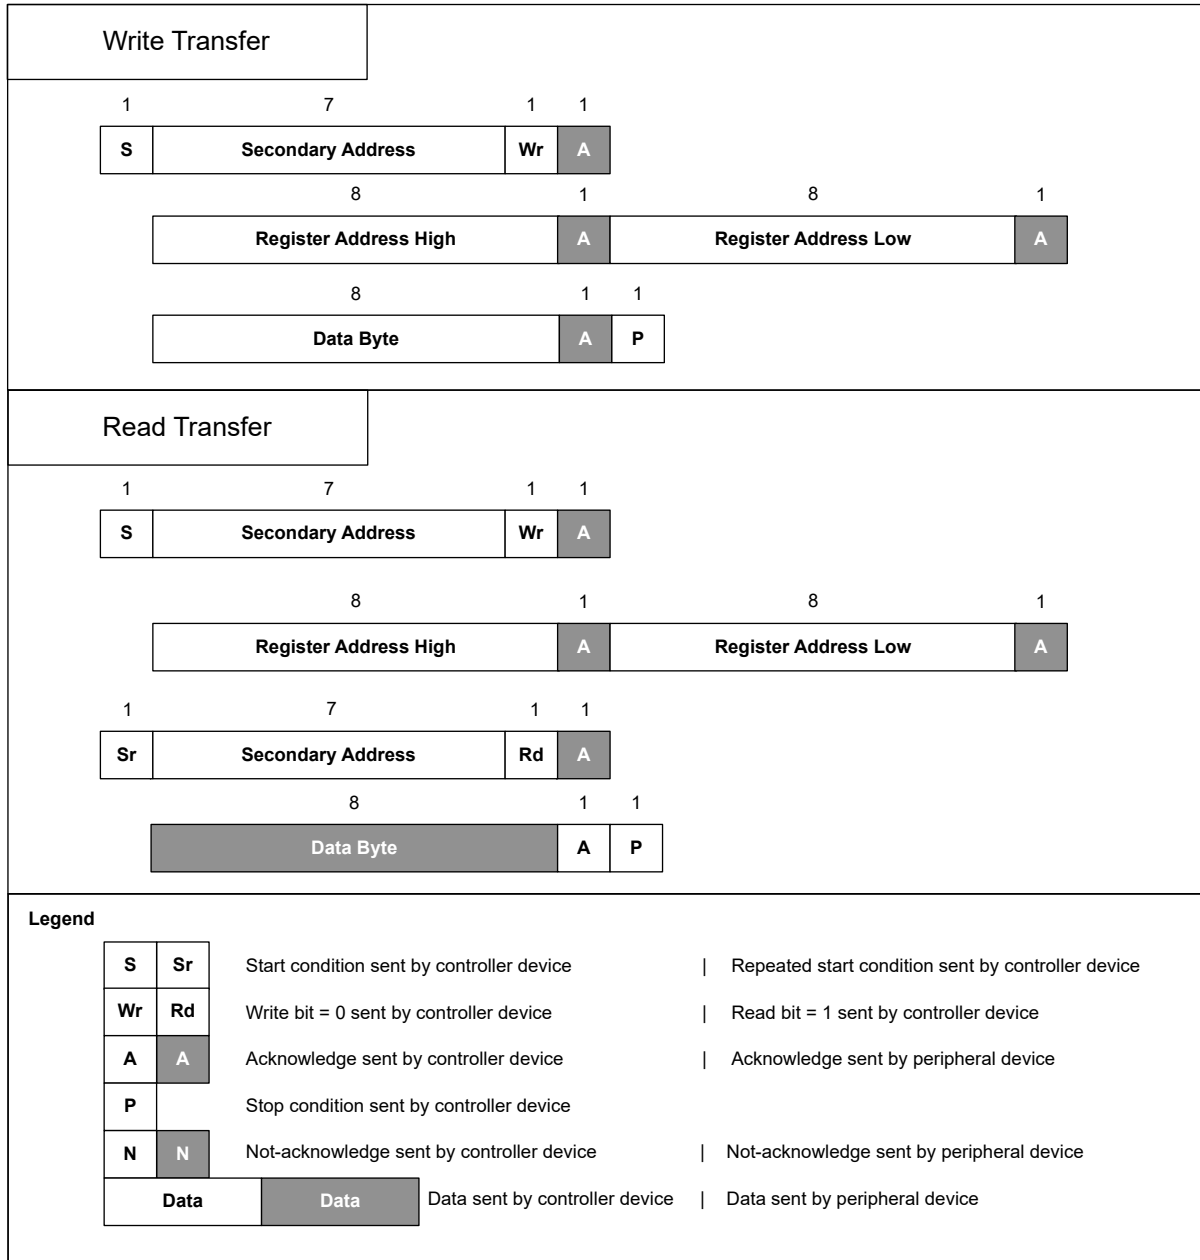 Write Transfer
1 7 1 1
S Secondary Address Wr A
8 1 8 1
Register Address High A Register Address Low A
8 1 1
Data Byte A P
Read Transfer
1 7 1 1
S Secondary Address Wr A
8 1 8 1
Register Address High A Register Address Low A
1 7 1 1
Sr Secondary Address Rd A
8 1 1
Data Byte A P
Legend
S Sr Start condition sent by controller device | Repeated start condition sent by controller device
Wr Rd Write bit = 0 sent by controller device | Read bit = 1 sent by controller device
A A Acknowledge sent by controller device | Acknowledge sent by peripheral device
P Stop condition sent by controller device
N N Not-acknowledge sent by controller device | Not-acknowledge sent by peripheral device
Data Data Data sent by controller device | Data sent by peripheral device